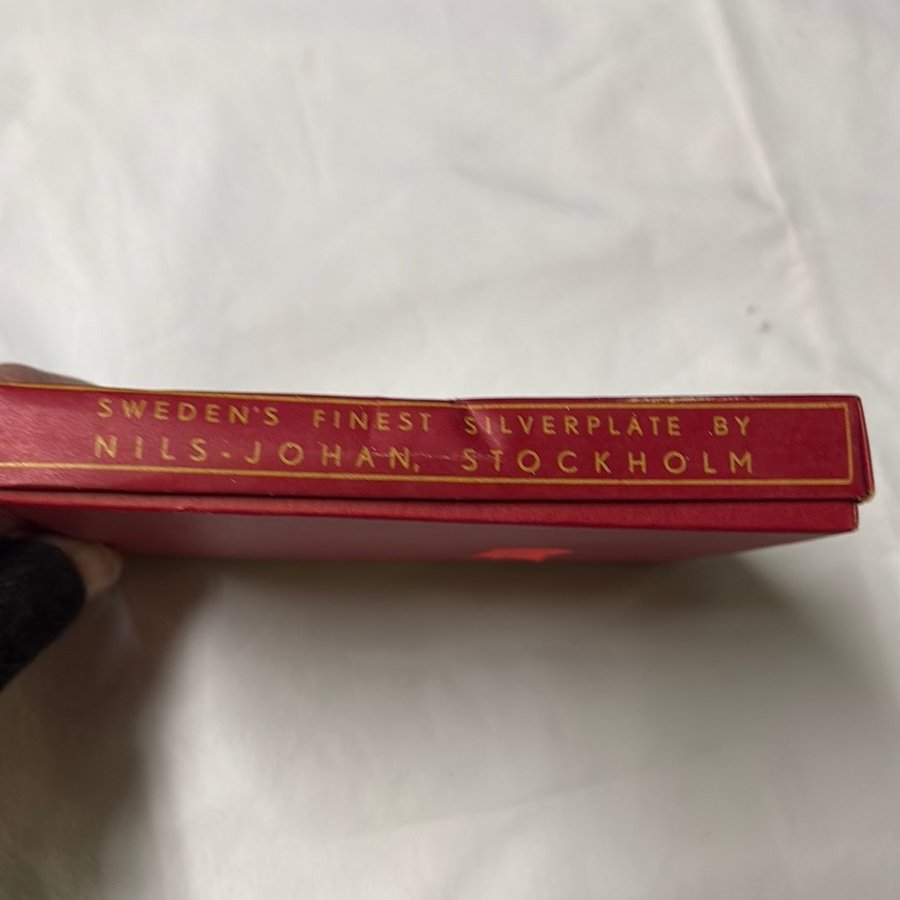 SWEDEN'S FINEST SILVERPLATE BY
NILS-JOHAN, STOCKHOLM